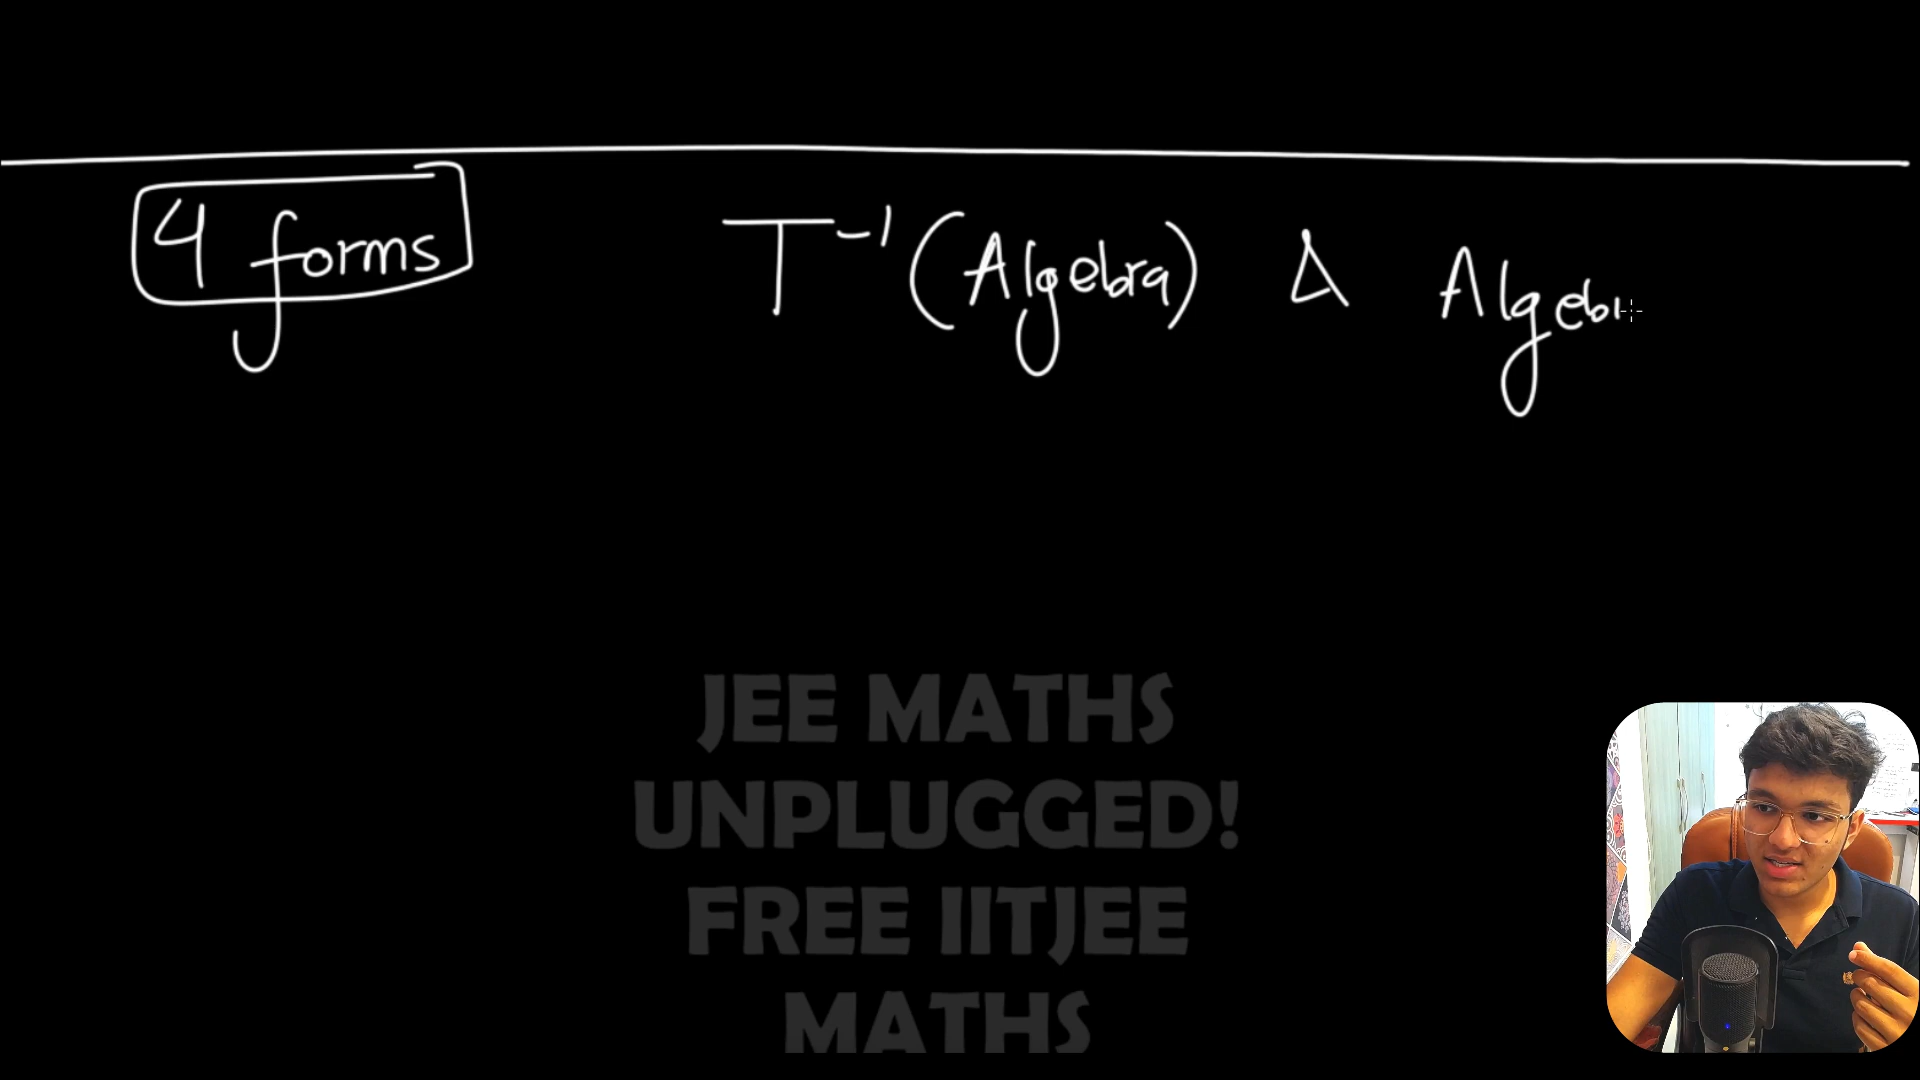 4 forms T⁻¹(Algebra) & Algebr
JEE MATHS
UNPLUGGED!
FREE IITJEE
MATHS